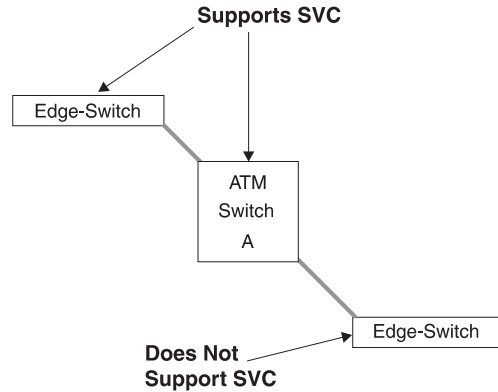 Supports SVC
Edge-Switch
ATM
Switch
A
Edge-Switch
Does Not
Support SVC